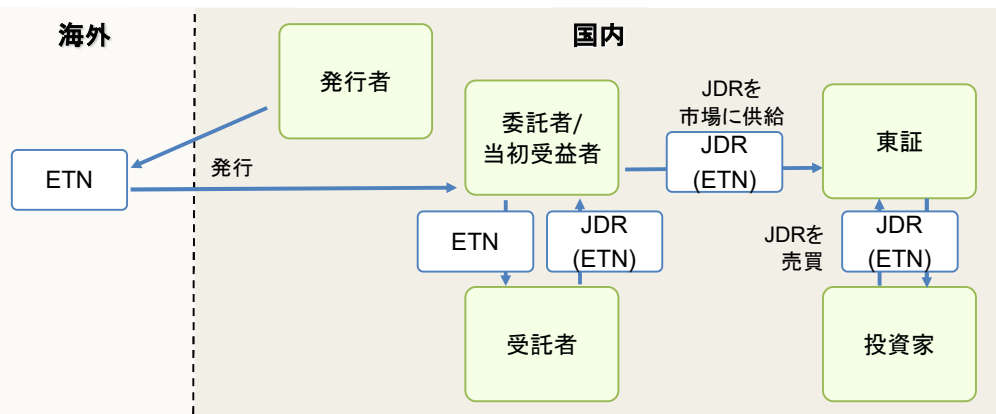 海外
国内
発行者
ETN
発行
委託者/
当初受益者
JDRを
市場に供給
JDR
(ETN)
東証
ETN
JDR
(ETN)
JDRを
売買
JDR
(ETN)
受託者
投資家